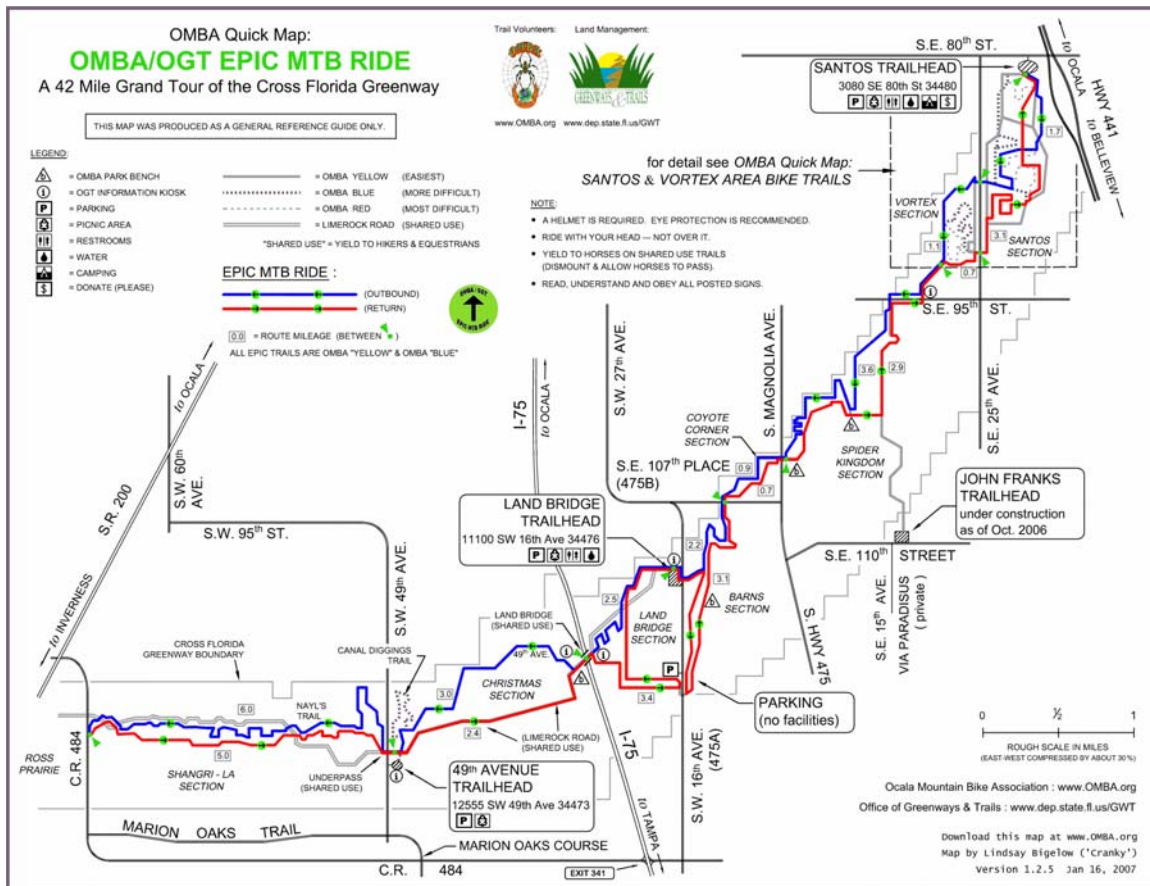 OMBA Quick Map:
OMBA/OGT EPIC MTB RIDE
A 42 Mile Grand Tour of the Cross Florida Greenway
THIS MAP WAS PRODUCED AS A GENERAL REFERENCE GUIDE ONLY.
Trail Volunteers:
www.OMBA.org
Land Management:
GREENWAYS & TRAILS
www.dep.state.fl.us/GWT
LEGEND:
b = OMBA PARK BENCH
i = OGT INFORMATION KIOSK
P = PARKING
= PICNIC AREA
= RESTROOMS
= WATER
= CAMPING
$ = DONATE (PLEASE)
= OMBA YELLOW (EASIEST)
= OMBA BLUE (MORE DIFFICULT)
= OMBA RED (MOST DIFFICULT)
= LIMEROCK ROAD (SHARED USE)
"SHARED USE" = YIELD TO HIKERS & EQUESTRIANS
EPIC MTB RIDE :
(OUTBOUND)
(RETURN)
0.0 = ROUTE MILEAGE (BETWEEN )
ALL EPIC TRAILS ARE OMBA "YELLOW" & OMBA "BLUE"
OMBA / OGT
EPIC MTB RIDE
NOTE:
• A HELMET IS REQUIRED. EYE PROTECTION IS RECOMMENDED.
• RIDE WITH YOUR HEAD — NOT OVER IT.
• YIELD TO HORSES ON SHARED USE TRAILS
(DISMOUNT & ALLOW HORSES TO PASS).
• READ, UNDERSTAND AND OBEY ALL POSTED SIGNS.
for detail see OMBA Quick Map:
SANTOS & VORTEX AREA BIKE TRAILS
S.E. 80th ST.
SANTOS TRAILHEAD
3080 SE 80th St 34480
P $
to OCALA
HWY 441
to BELLEVIEW
1.7
VORTEX
SECTION
1.1
3.1
SANTOS
SECTION
0.7
i
S.E. 95th ST.
S.E. 25th AVE.
3.6
2.9
b
SPIDER
KINGDOM
SECTION
S.W. 27th AVE.
S. MAGNOLIA AVE.
COYOTE
CORNER
SECTION
b
S.E. 107th PLACE
(475B)
0.9
0.7
JOHN FRANKS
TRAILHEAD
under construction
as of Oct. 2006
S.E. 110th STREET
S.E. 15th AVE.
VIA PARADISUS
( private )
S. HWY 475
LAND BRIDGE
TRAILHEAD
11100 SW 16th Ave 34476
P
i
2.2
3.1
b
BARNS
SECTION
2.5
LAND
BRIDGE
SECTION
P
3.4
PARKING
(no facilities)
S.W. 16th AVE.
(475A)
I-75
to OCALA
LAND BRIDGE
(SHARED USE)
i
i
b
I-75
to TAMPA
S.R. 200
to OCALA
to INVERNESS
S.W. 60th
AVE.
S.W. 95th ST.
S.W. 49th AVE.
CANAL DIGGINGS
TRAIL
49th AVE.
CHRISTMAS
SECTION
3.0
2.4
(LIMEROCK ROAD)
(SHARED USE)
CROSS FLORIDA
GREENWAY BOUNDARY
NAYL'S
TRAIL
6.0
5.0
ROSS
PRAIRIE
C.R. 484
SHANGRI - LA
SECTION
UNDERPASS
(SHARED USE)
i
49th AVENUE
TRAILHEAD
12555 SW 49th Ave 34473
P
MARION OAKS TRAIL
MARION OAKS COURSE
C.R. 484
EXIT 341
0 ½ 1
ROUGH SCALE IN MILES
(EAST-WEST COMPRESSED BY ABOUT 30%)
Ocala Mountain Bike Association : www.OMBA.org
Office of Greenways & Trails : www.dep.state.fl.us/GWT
Download this map at www.OMBA.org
Map by Lindsay Bigelow ('Cranky')
Version 1.2.5 Jan 16, 2007